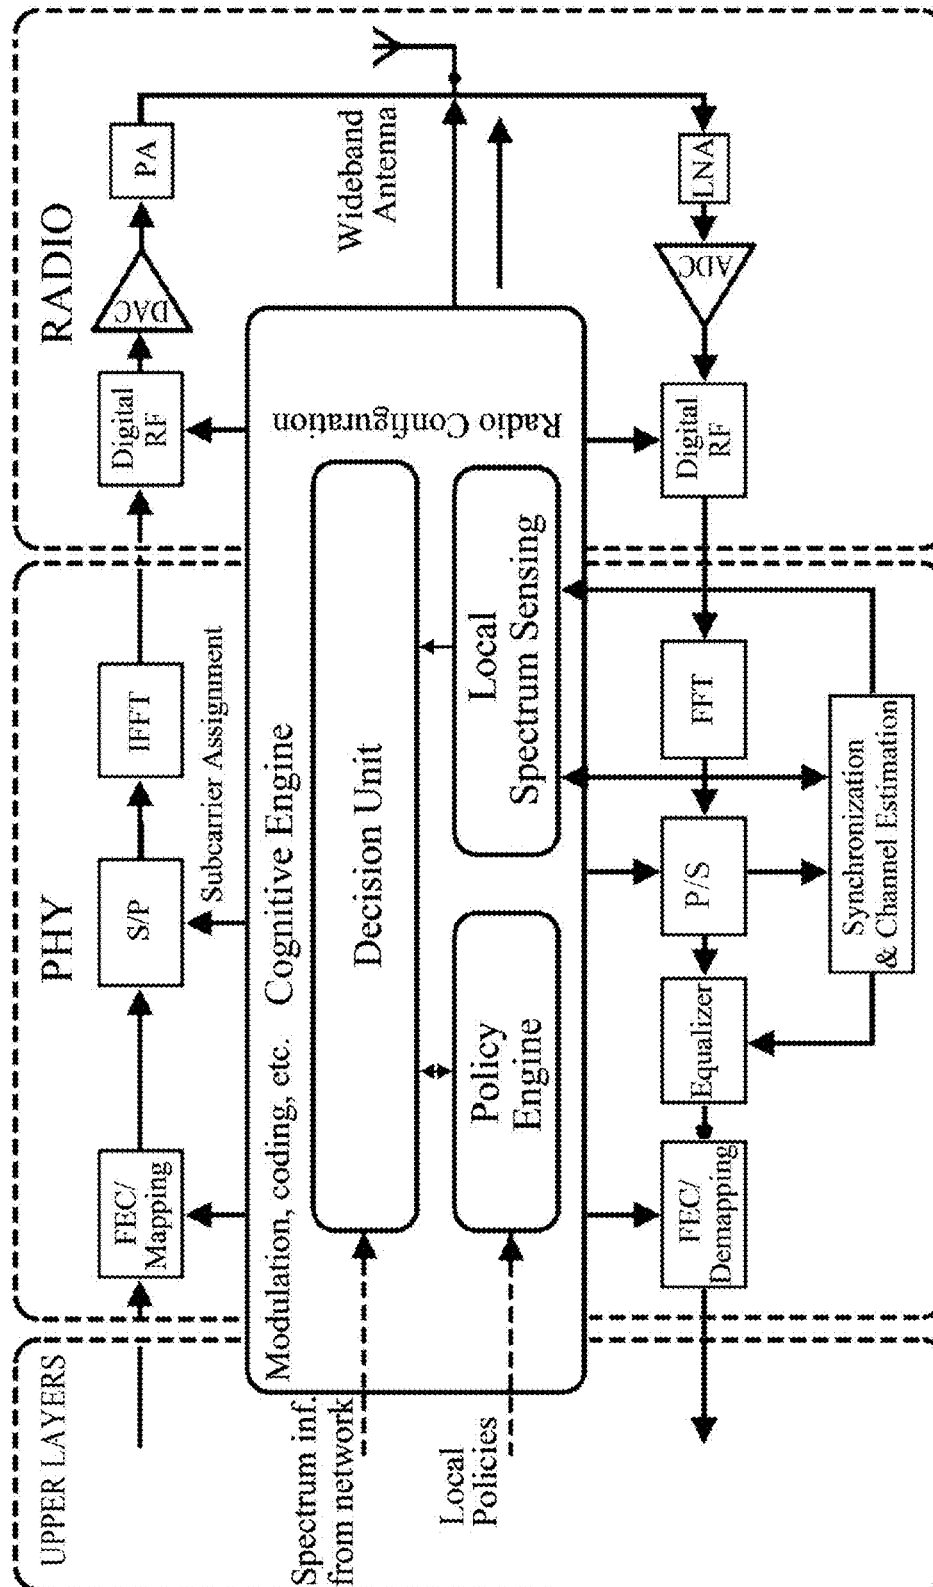 UPPER LAYERS
PHY
RADIO
FEC/
Mapping
S/P
IFFT
Digital
RF
DAC
PA
Subcarrier Assignment
Modulation, coding, etc.
Cognitive Engine
Decision Unit
Radio Configuration
Wideband
Antenna
Spectrum inf.
from network
Local
Policies
Policy
Engine
Local
Spectrum Sensing
FEC/
Demapping
Equalizer
P/S
FFT
Digital
RF
ADC
LNA
Synchronization
& Channel Estimation